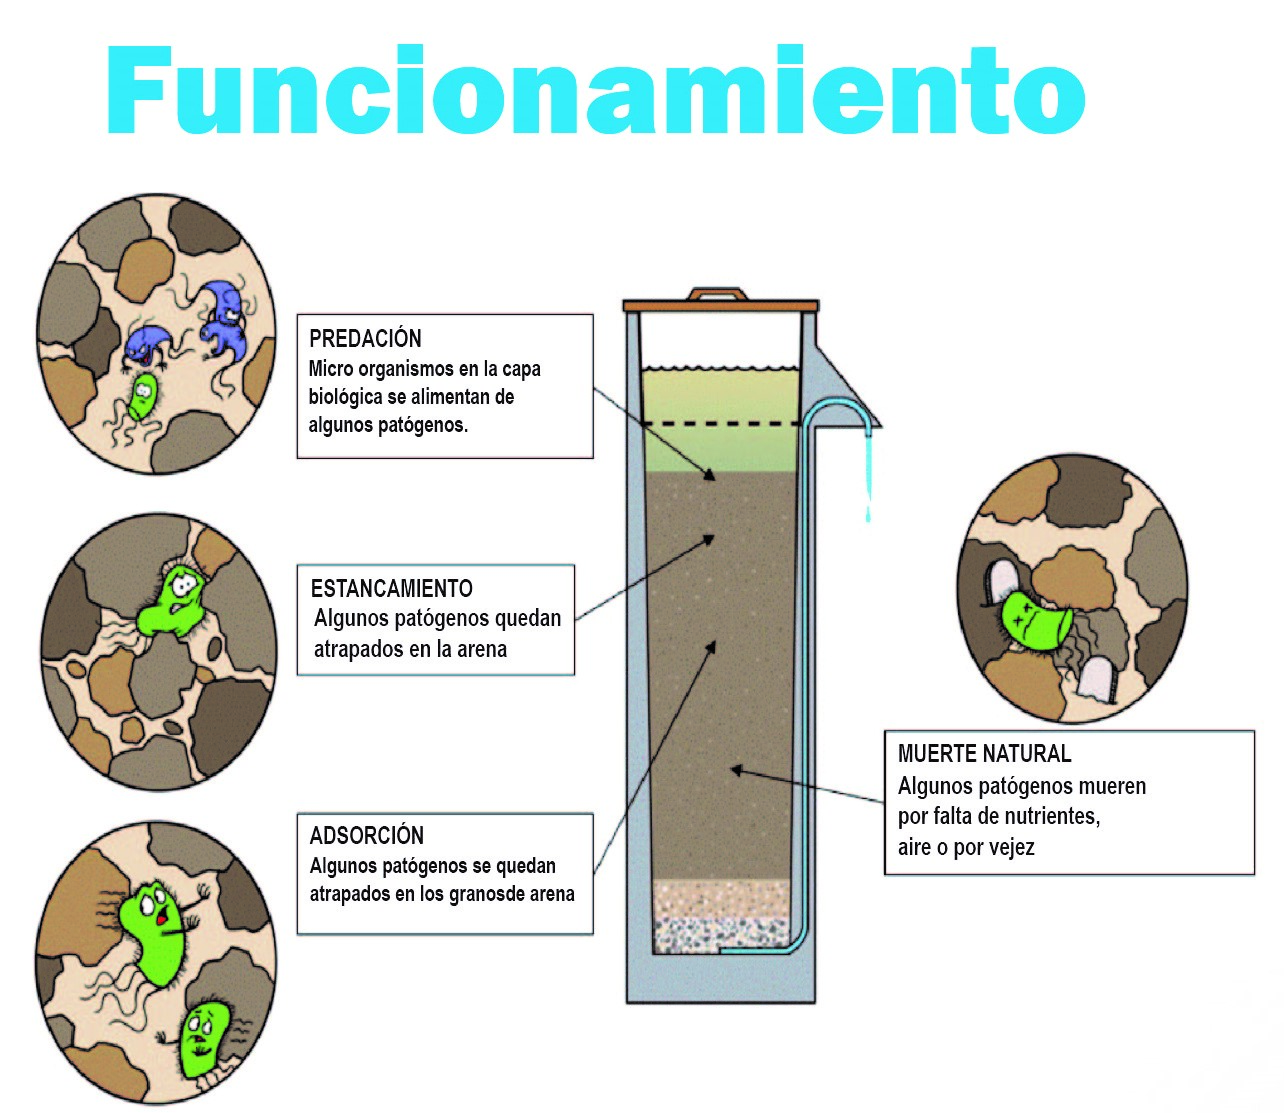 Funcionamiento
PREDACIÓN
Micro organismos en la capa
biológica se alimentan de
algunos patógenos.
ESTANCAMIENTO
Algunos patógenos quedan
atrapados en la arena
ADSORCIÓN
Algunos patógenos se quedan
atrapados en los granosde arena
MUERTE NATURAL
Algunos patógenos mueren
por falta de nutrientes,
aire o por vejez